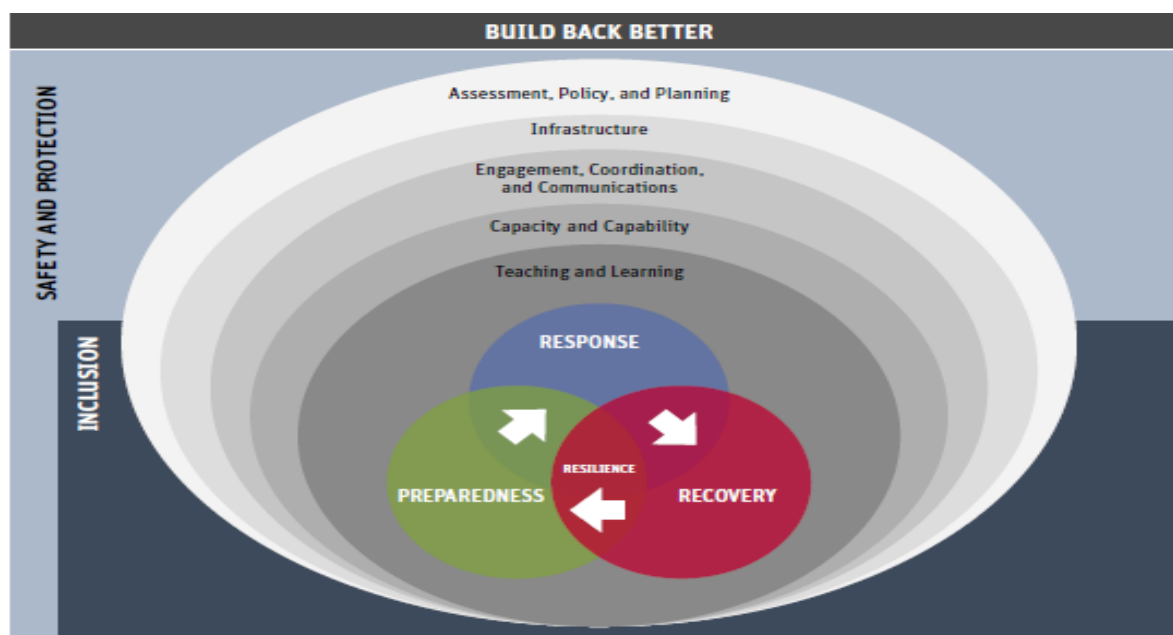 BUILD BACK BETTER
SAFETY AND PROTECTION
INCLUSION
Assessment, Policy, and Planning
Infrastructure
Engagement, Coordination,
and Communications
Capacity and Capability
Teaching and Learning
RESPONSE
RESILIENCE
PREPAREDNESS
RECOVERY